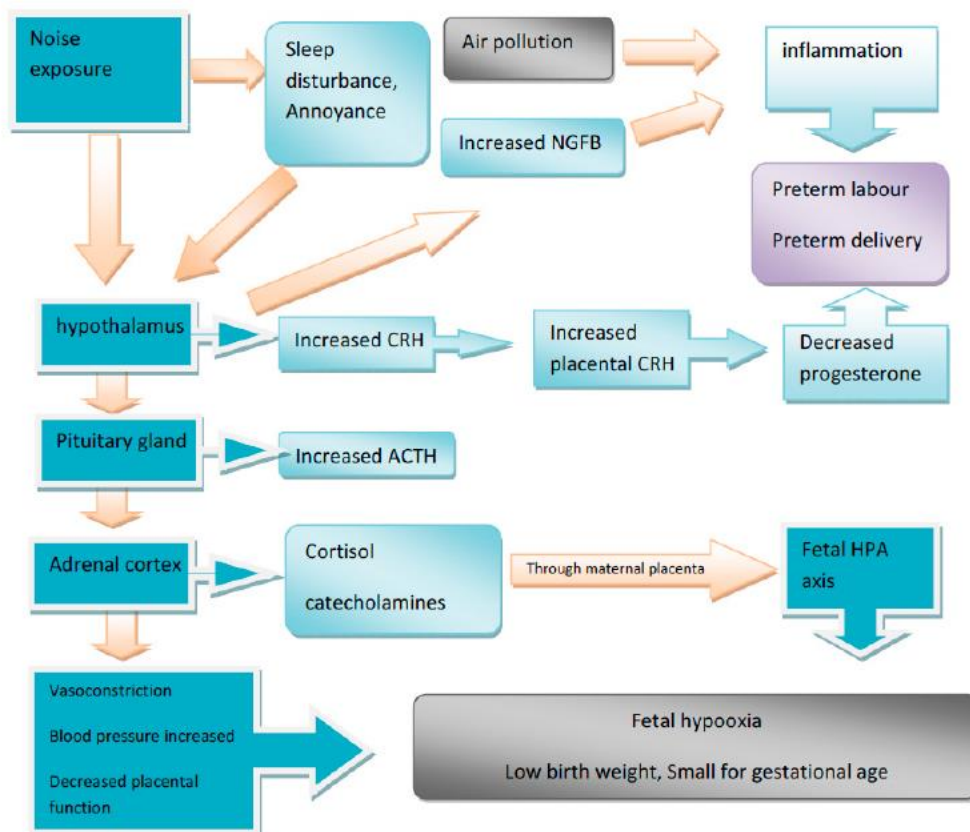 Noise
exposure
Sleep
disturbance,
Annoyance
Air pollution
inflammation
Increased NGFB
Preterm labour
Preterm delivery
hypothalamus
Increased CRH
Increased
placental CRH
Decreased
progesterone
Pituitary gland
Increased ACTH
Adrenal cortex
Cortisol
catecholamines
Through maternal placenta
Fetal HPA
axis
Vasoconstriction
Blood pressure increased
Decreased placental
function
Fetal hypooxia
Low birth weight, Small for gestational age